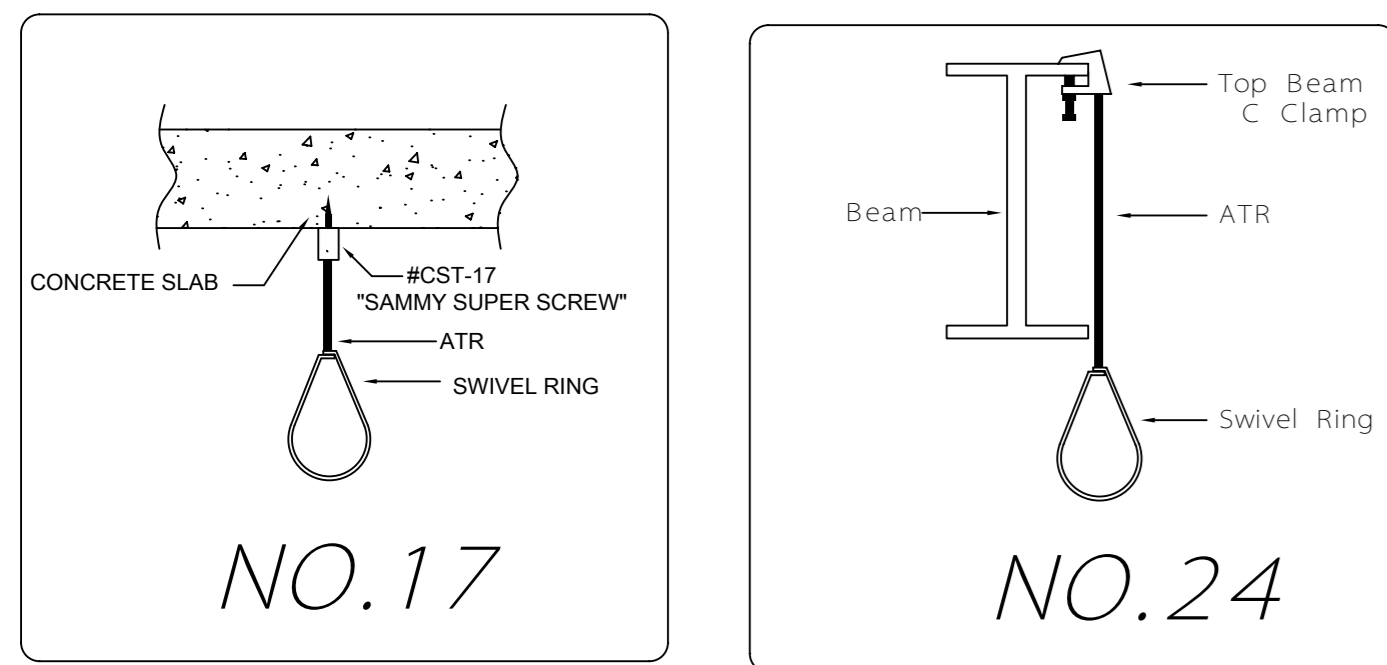 CONCRETE SLAB
#CST-17
"SAMMY SUPER SCREW"
ATR
SWIVEL RING
NO.17
Top Beam
C Clamp
Beam
ATR
Swivel Ring
NO.24